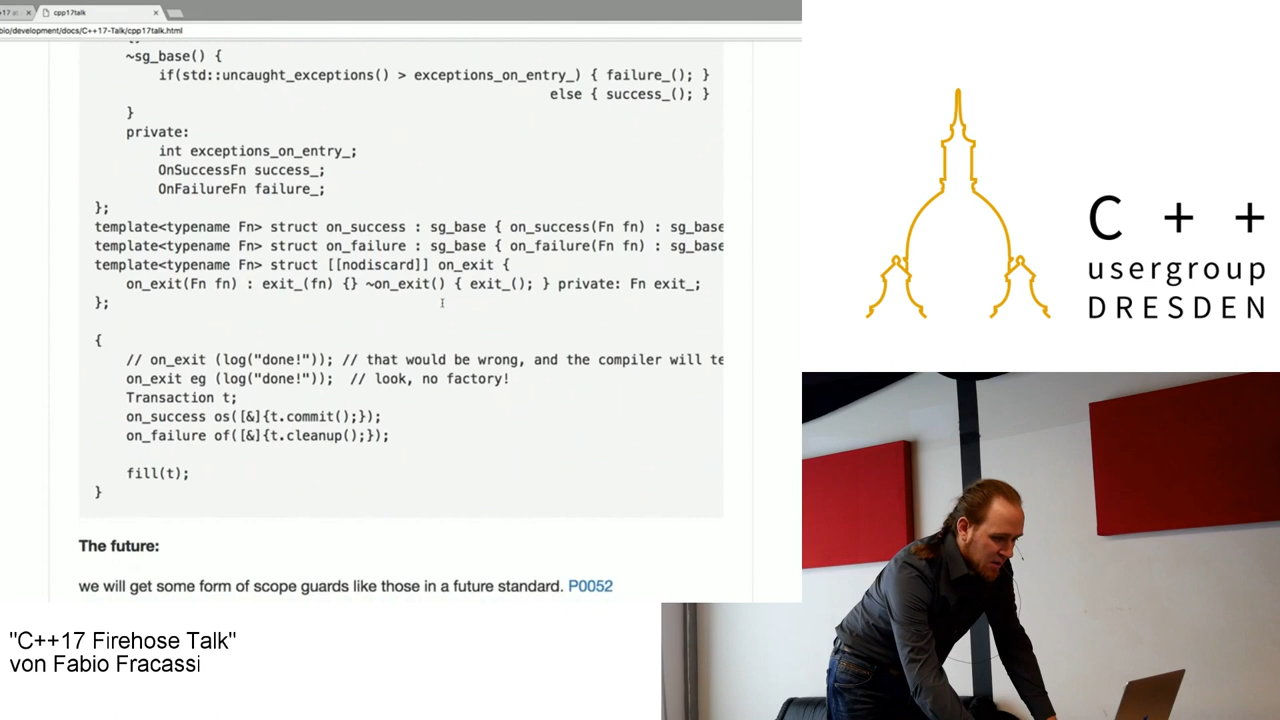 cpp17talk
bio/development/docs/C++17-Talk/cpp17talk.html
~sg_base() {
if(std::uncaught_exceptions() > exceptions_on_entry_) { failure_(); }
else { success_(); }
}
private:
int exceptions_on_entry_;
OnSuccessFn success_;
OnFailureFn failure_;
};
template<typename Fn> struct on_success : sg_base { on_success(Fn fn) : sg_base
template<typename Fn> struct on_failure : sg_base { on_failure(Fn fn) : sg_base
template<typename Fn> struct [[nodiscard]] on_exit {
on_exit(Fn fn) : exit_(fn) {} ~on_exit() { exit_(); } private: Fn exit_;
};
{
// on_exit (log("done!")); // that would be wrong, and the compiler will te
on_exit eg (log("done!")); // look, no factory!
Transaction t;
on_success os([&]{t.commit();});
on_failure of([&]{t.cleanup();});
fill(t);
}
The future:
we will get some form of scope guards like those in a future standard. P0052
C + +
usergroup
DRESDEN
"C++17 Firehose Talk"
von Fabio Fracassi